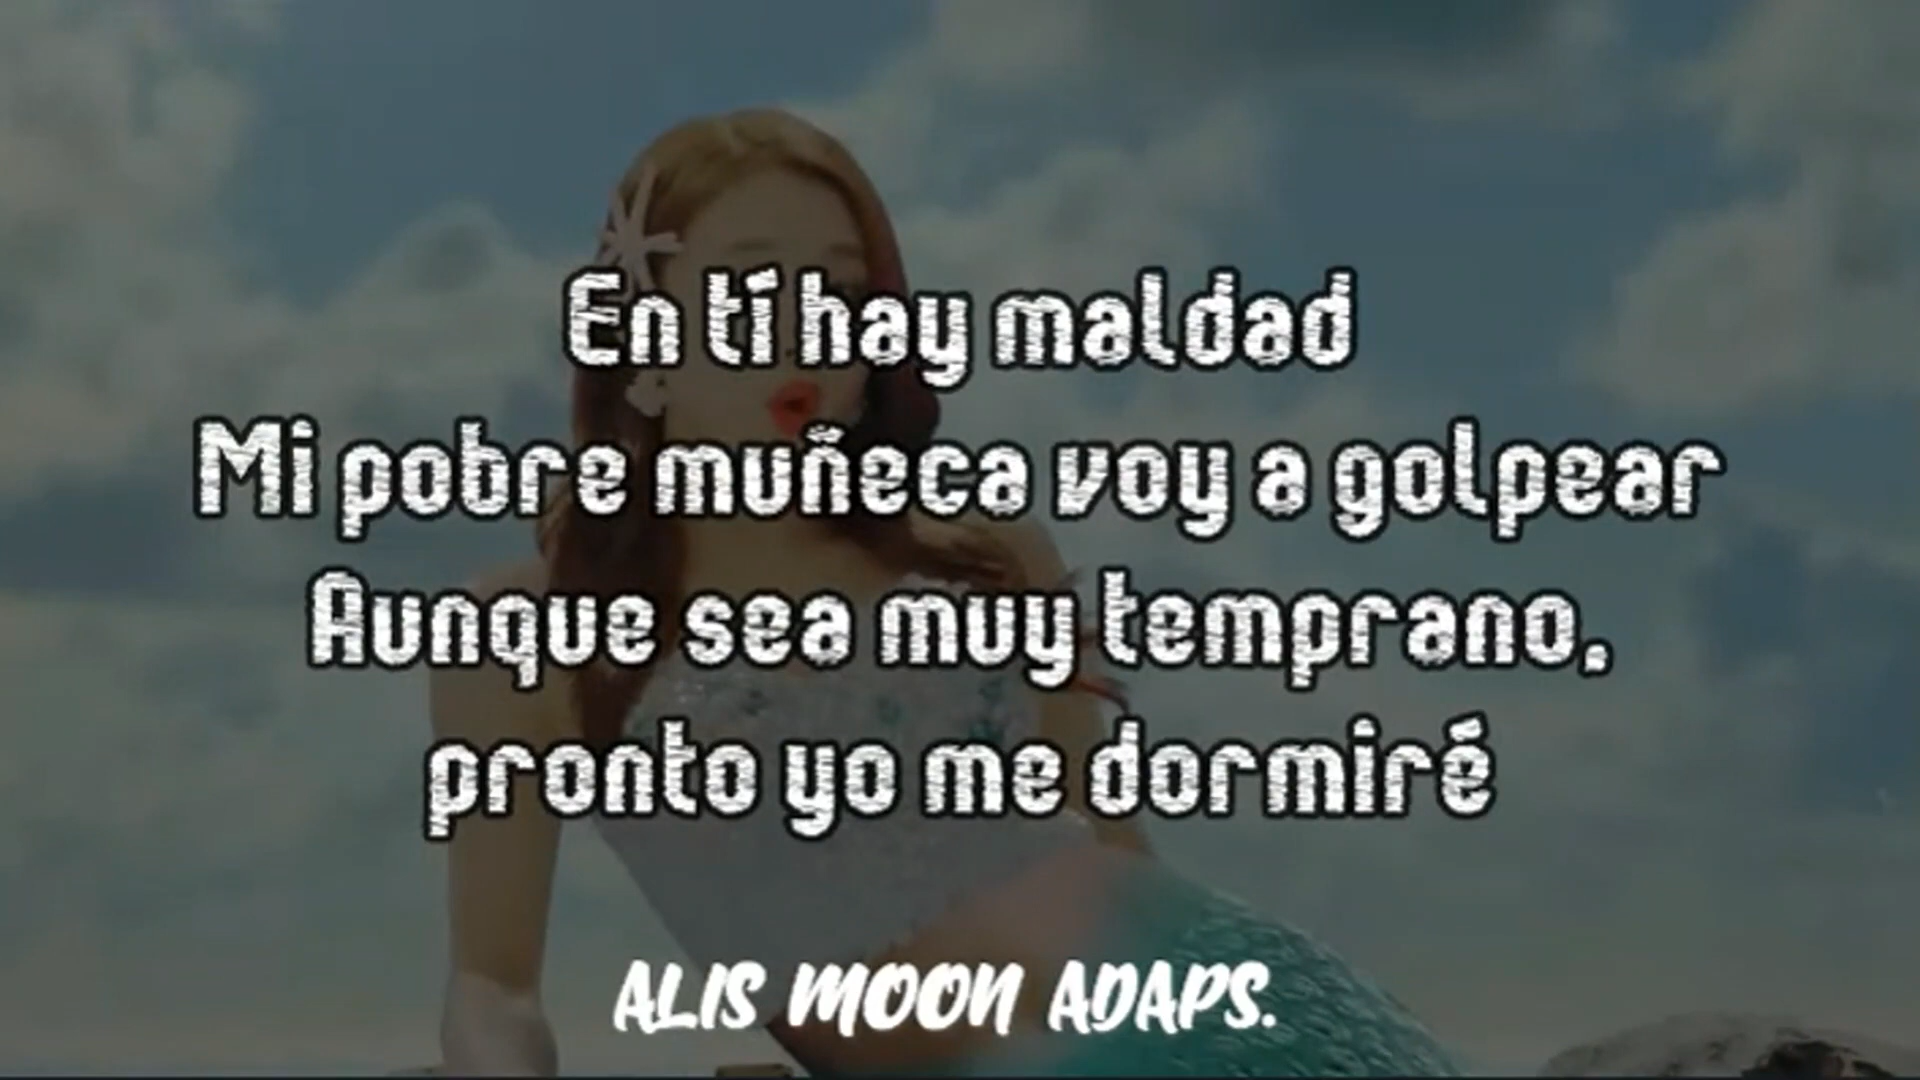 En tí hay maldad
Mi pobre muñeca voy a golpear
Aunque sea muy temprano,
pronto yo me dormiré
ALIS MOON ADAPS.